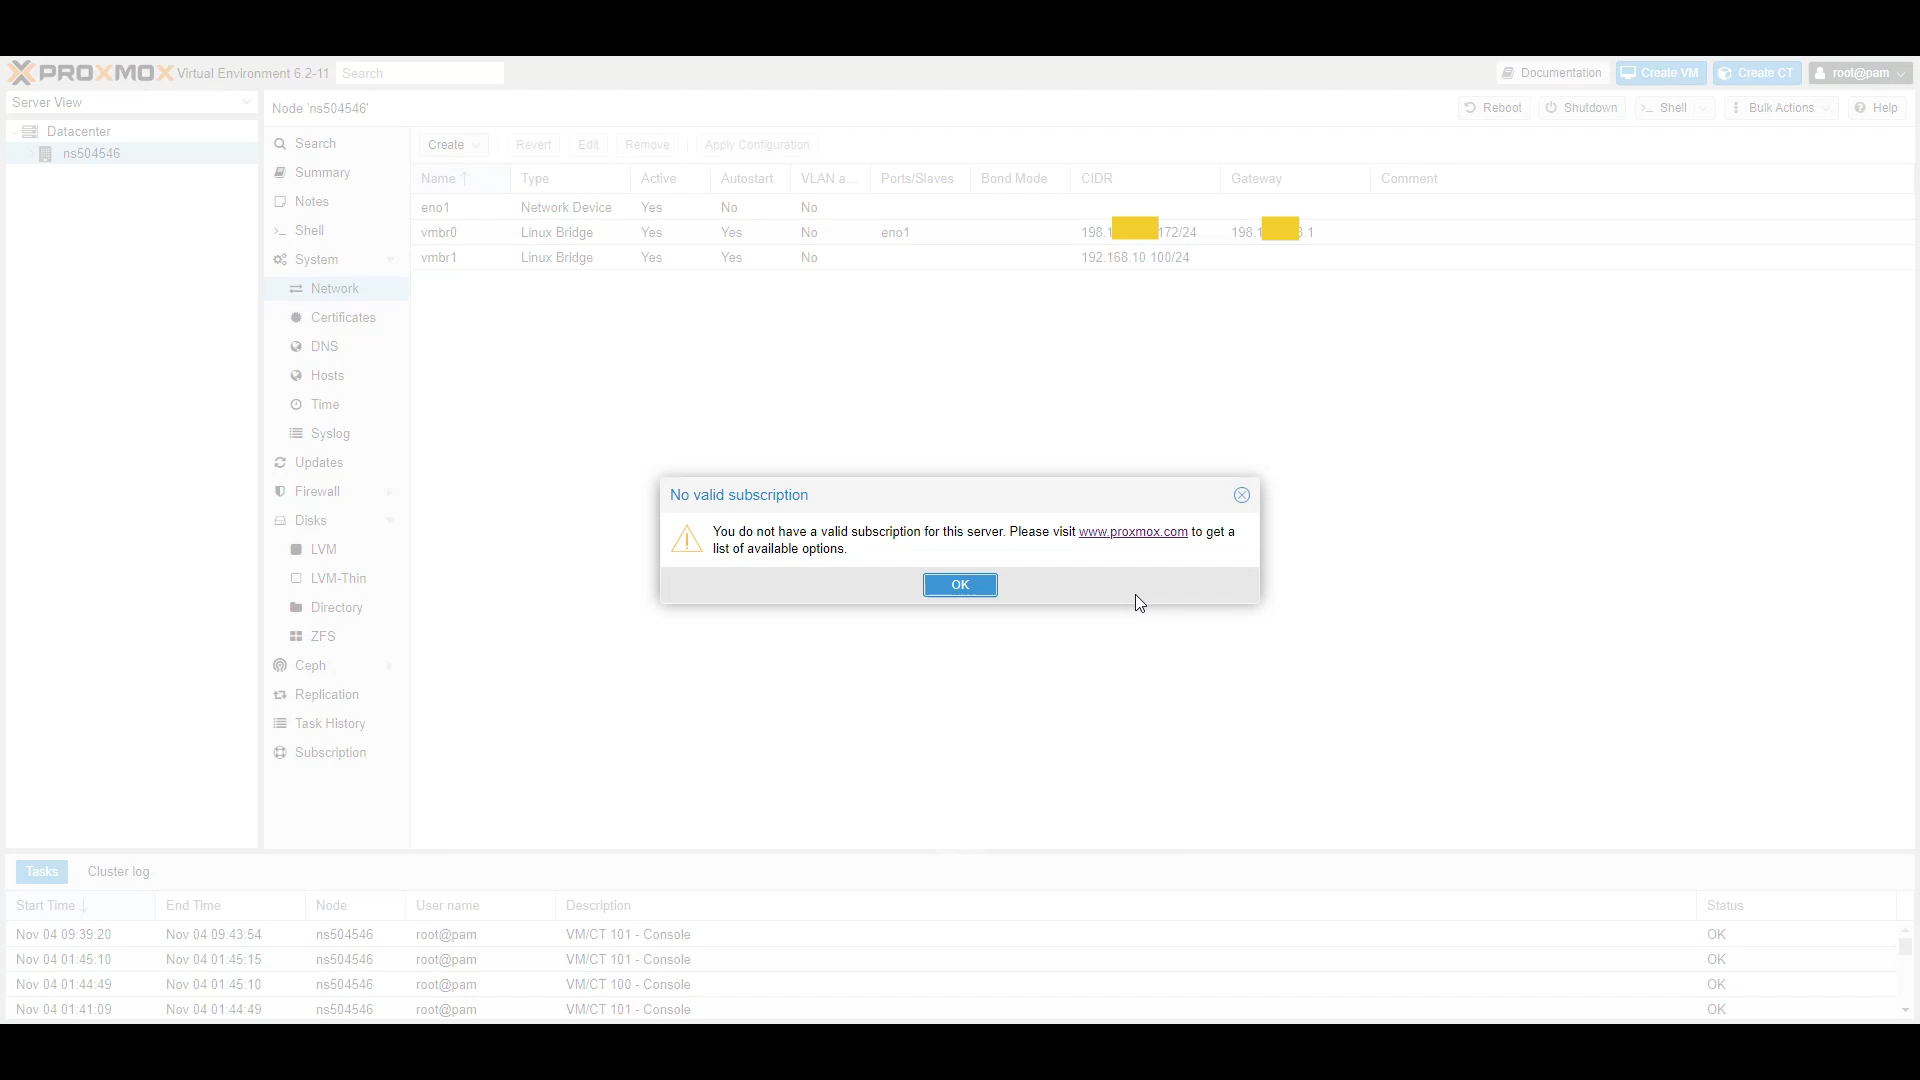 PROXMOX Virtual Environment 6.2-11 Search Documentation Create VM Create CT root@pam
Server View
Node 'ns504546' Reboot Shutdown Shell Bulk Actions Help
Datacenter
ns504546
Search
Summary
Notes
Shell
System
Network
Certificates
DNS
Hosts
Time
Syslog
Updates
Firewall
Disks
LVM
LVM-Thin
Directory
ZFS
Ceph
Replication
Task History
Subscription
Create Revert Edit Remove Apply Configuration
Name Type Active Autostart VLAN a... Ports/Slaves Bond Mode CIDR Gateway Comment
eno1 Network Device Yes No No
vmbr0 Linux Bridge Yes Yes No eno1 198.1 172/24 198.1 .1
vmbr1 Linux Bridge Yes Yes No 192.168.10.100/24
No valid subscription
You do not have a valid subscription for this server. Please visit www.proxmox.com to get a
list of available options.
OK
Tasks Cluster log
Start Time End Time Node User name Description Status
Nov 04 09:39:20 Nov 04 09:43:54 ns504546 root@pam VM/CT 101 - Console OK
Nov 04 01:45:10 Nov 04 01:45:15 ns504546 root@pam VM/CT 101 - Console OK
Nov 04 01:44:49 Nov 04 01:45:10 ns504546 root@pam VM/CT 100 - Console OK
Nov 04 01:41:09 Nov 04 01:44:49 ns504546 root@pam VM/CT 101 - Console OK